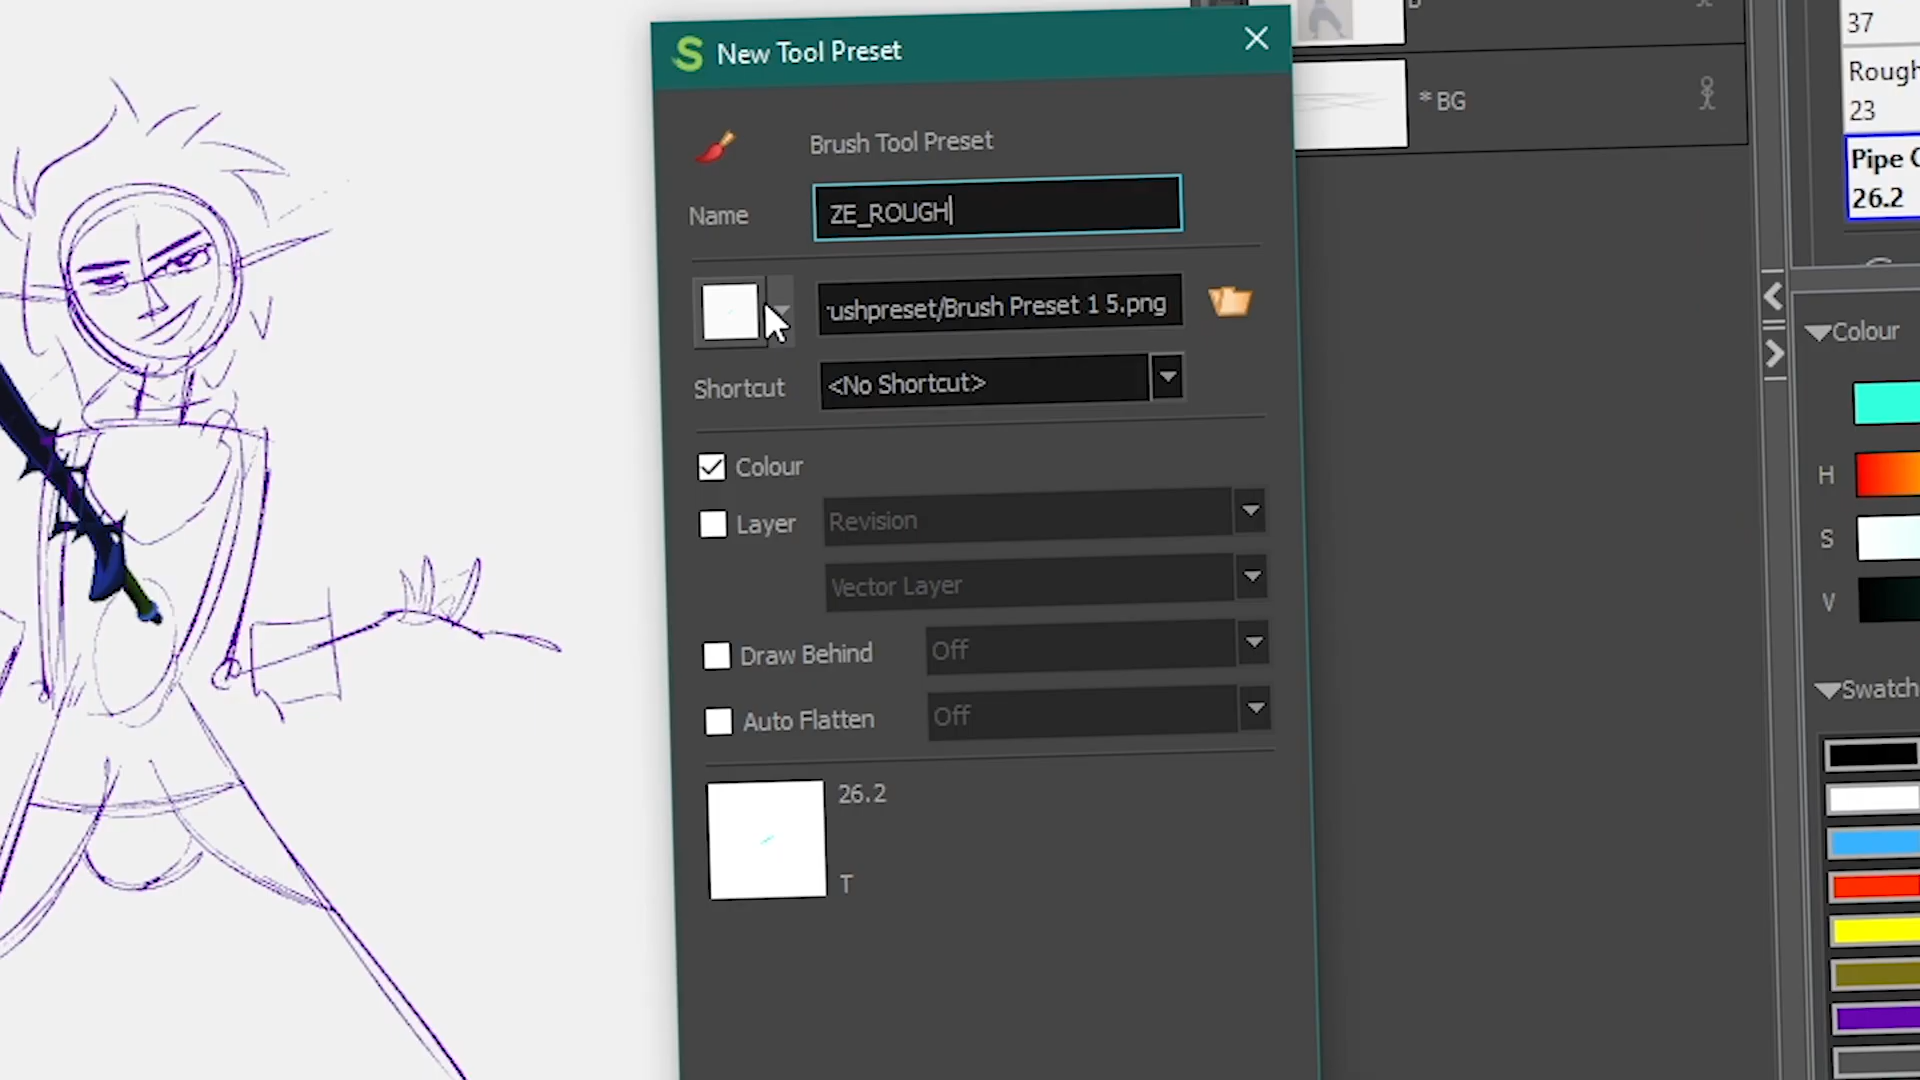 New Tool Preset
Brush Tool Preset
Name
ZE_ROUGH
ushpreset/Brush Preset 1 5.png
Shortcut
<No Shortcut>
Colour
Layer
Revision
Vector Layer
Draw Behind
Off
Auto Flatten
Off
26.2
T
* BG
37
Rough
23
Pipe
26.2
Colour
H
S
V
Swatch